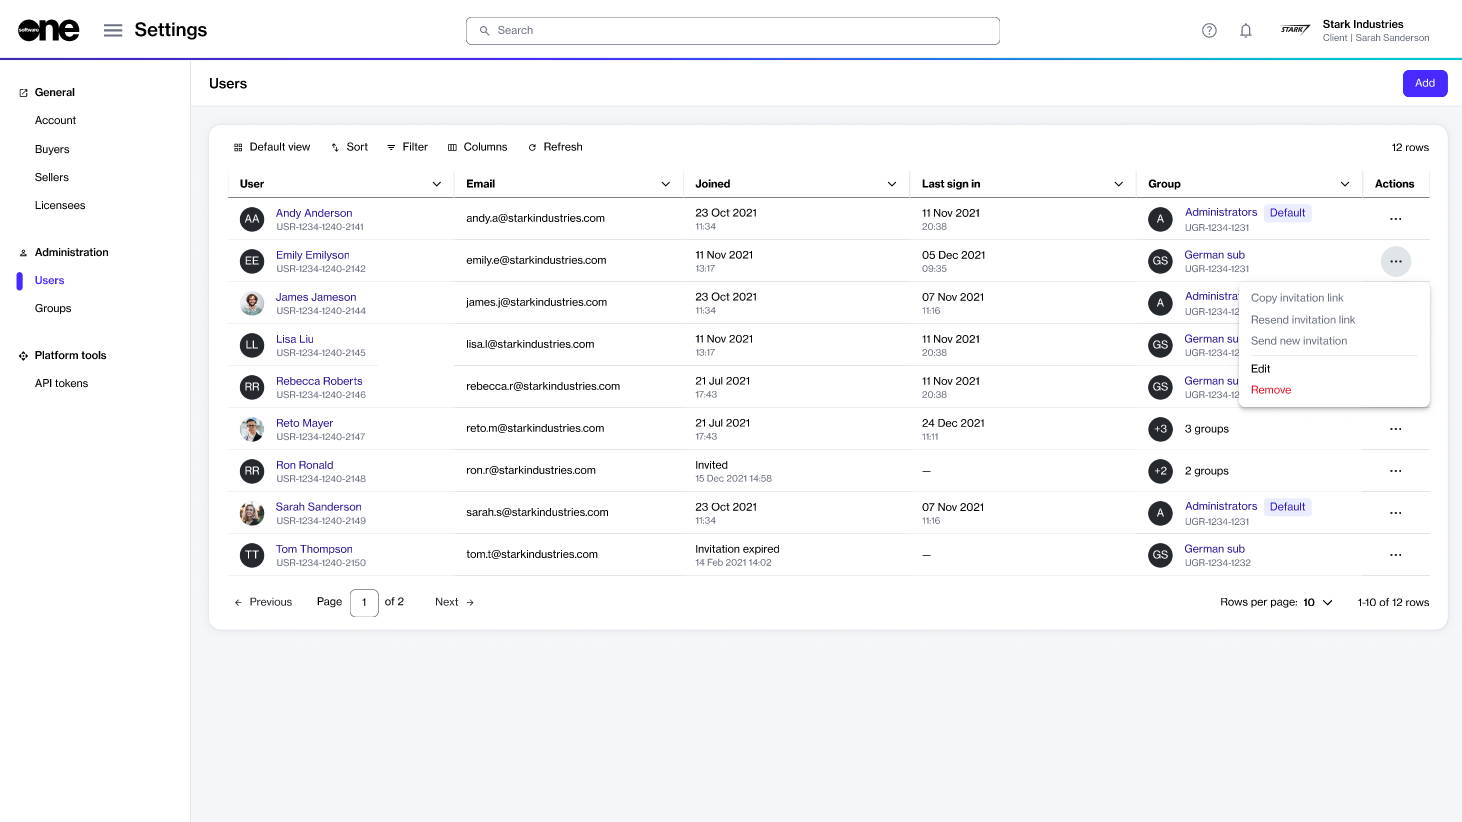 software one
Settings
Search
STARK
Stark Industries
Client | Sarah Sanderson
General
Account
Buyers
Sellers
Licensees
Administration
Users
Groups
Platform tools
API tokens
Users
Add
Default view Sort Filter Columns Refresh
12 rows
User Email Joined Last sign in Group Actions
AA Andy Anderson andy.a@starkindustries.com 23 Oct 2021 11 Nov 2021 A Administrators Default
USR-1234-1240-2141 11:34 20:38 UGR-1234-1231
EE Emily Emilyson emily.e@starkindustries.com 11 Nov 2021 05 Dec 2021 GS German sub
USR-1234-1240-2142 13:17 09:35 UGR-1234-1231
James Jameson james.j@starkindustries.com 23 Oct 2021 07 Nov 2021 A Administra
USR-1234-1240-2144 11:34 11:16 UGR-1234-12
LL Lisa Liu lisa.l@starkindustries.com 11 Nov 2021 11 Nov 2021 GS German su
USR-1234-1240-2145 13:17 20:38 UGR-1234-12
RR Rebecca Roberts rebecca.r@starkindustries.com 21 Jul 2021 11 Nov 2021 GS German su
USR-1234-1240-2146 17:43 20:38 UGR-1234-12
Copy invitation link
Resend invitation link
Send new invitation
Edit
Remove
Reto Mayer reto.m@starkindustries.com 21 Jul 2021 24 Dec 2021 +3 3 groups
USR-1234-1240-2147 17:43 11:11
RR Ron Ronald ron.r@starkindustries.com Invited — +2 2 groups
USR-1234-1240-2148 15 Dec 2021 14:58
Sarah Sanderson sarah.s@starkindustries.com 23 Oct 2021 07 Nov 2021 A Administrators Default
USR-1234-1240-2149 11:34 11:16 UGR-1234-1231
TT Tom Thompson tom.t@starkindustries.com Invitation expired — GS German sub
USR-1234-1240-2150 14 Feb 2021 14:02 UGR-1234-1232
Previous Page 1 of 2 Next
Rows per page: 10 1-10 of 12 rows